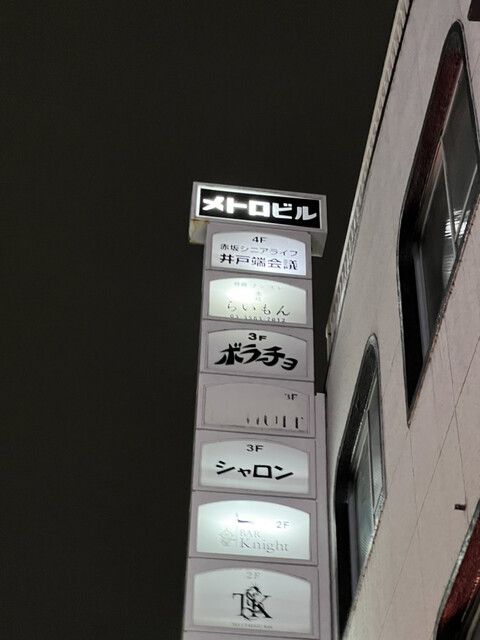 メトロビル
4F
赤坂シニアライフ
井戸端会議
らいもん
3F
ボラーチョ
3F
3F
シャロン
2F
BAR
Knight
2F
TSK